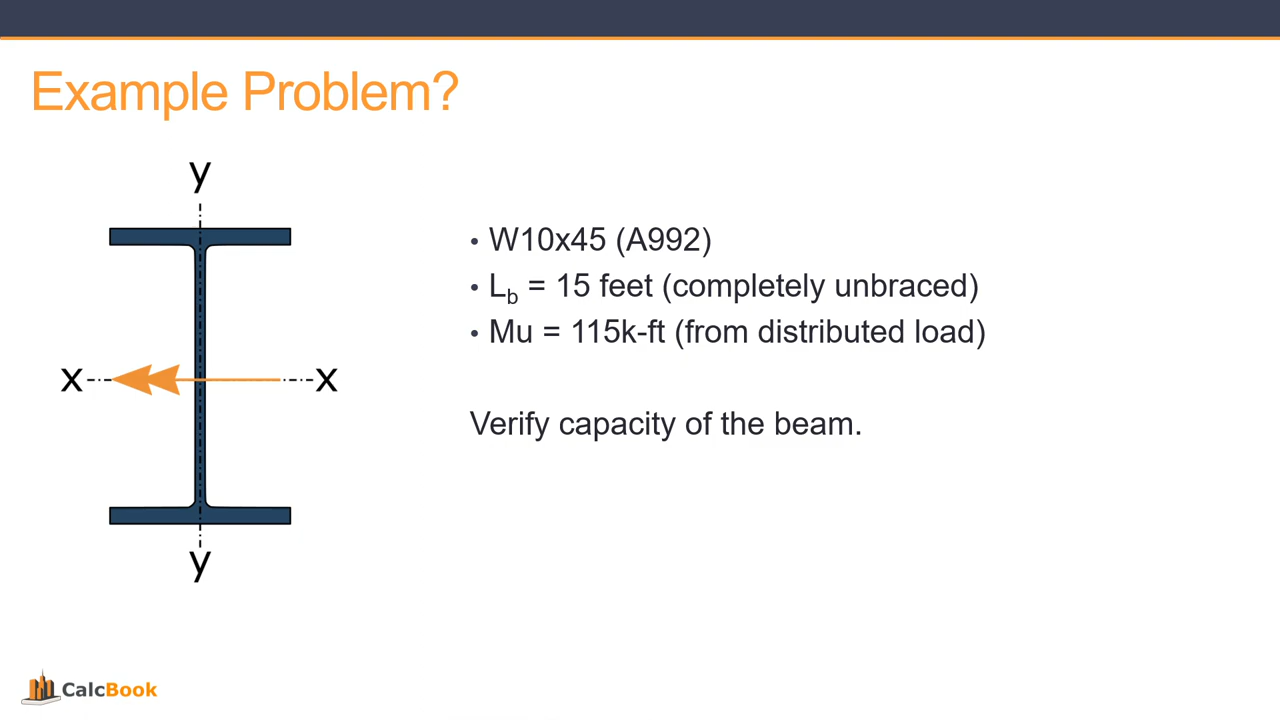 Example Problem?
y
• W10x45 (A992)
• Lb = 15 feet (completely unbraced)
• Mu = 115k-ft (from distributed load)
x x
Verify capacity of the beam.
y
CalcBook